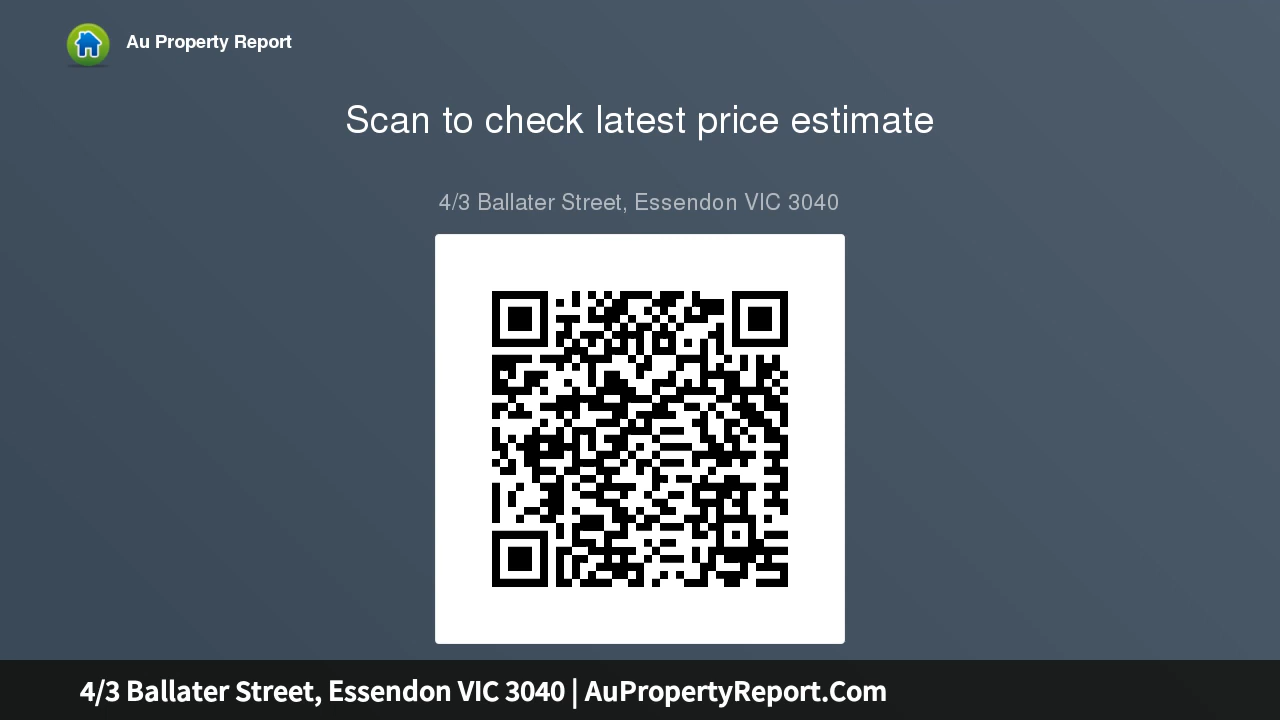 Au Property Report
Scan to check latest price estimate
4/3 Ballater Street, Essendon VIC 3040
4/3 Ballater Street, Essendon VIC 3040 | AuPropertyReport.Com